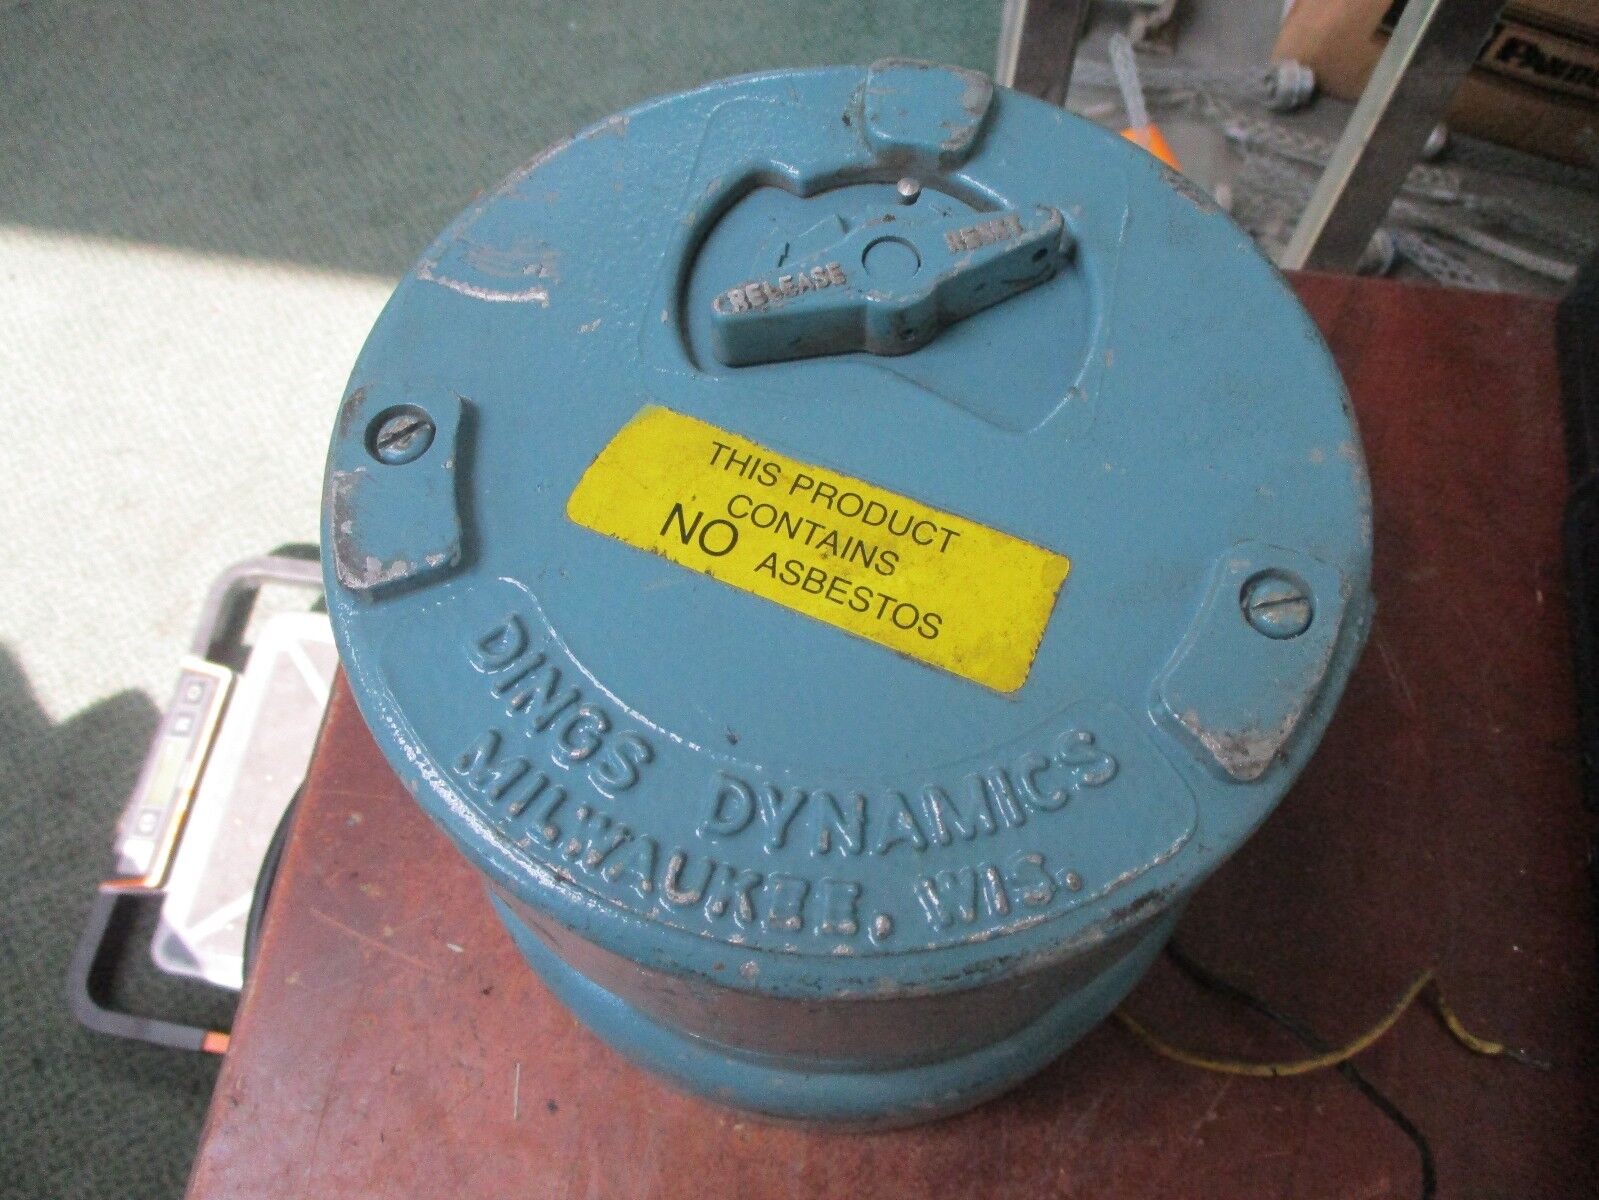 RELEASE RESET
THIS PRODUCT
CONTAINS
NO ASBESTOS
DINGS DYNAMICS
MILWAUKEE, WIS.